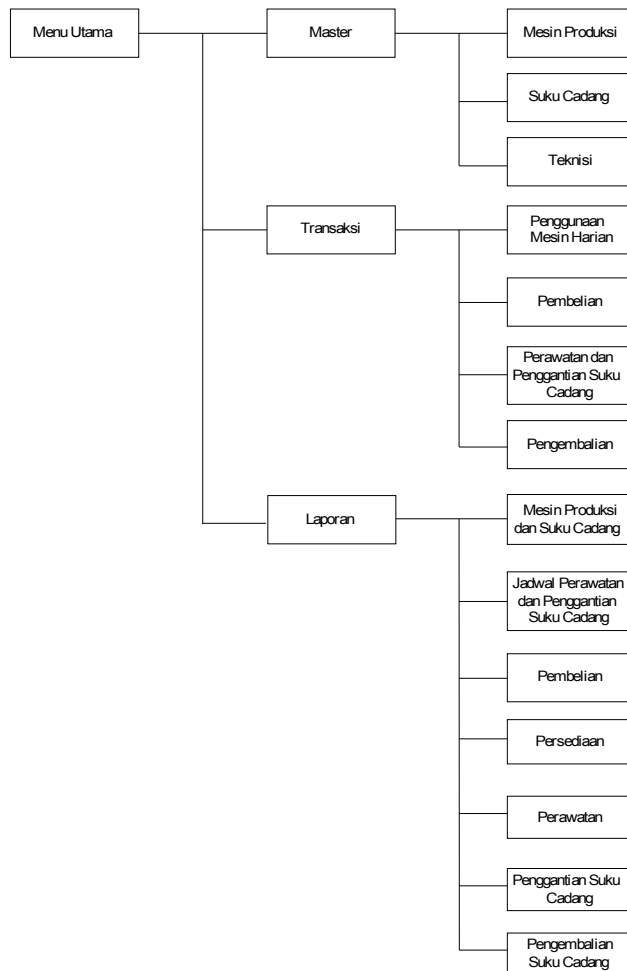 Menu Utama
Master
Mesin Produksi
Suku Cadang
Teknisi
Transaksi
Penggunaan
Mesin Harian
Pembelian
Perawatan dan
Penggantian Suku
Cadang
Pengembalian
Laporan
Mesin Produksi
dan Suku Cadang
Jadwal Perawatan
dan Penggantian
Suku Cadang
Pembelian
Persediaan
Perawatan
Penggantian Suku
Cadang
Pengembalian
Suku Cadang